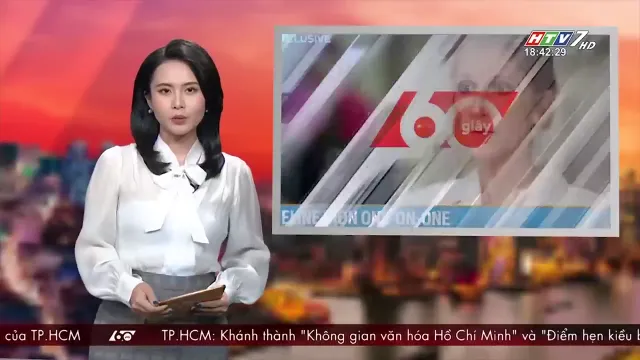 HTV7 HD
18:42:29
60
giây
của TP.HCM 60 TP.HCM: Khánh thành "Không gian văn hóa Hồ Chí Minh" và "Điểm hẹn kiều